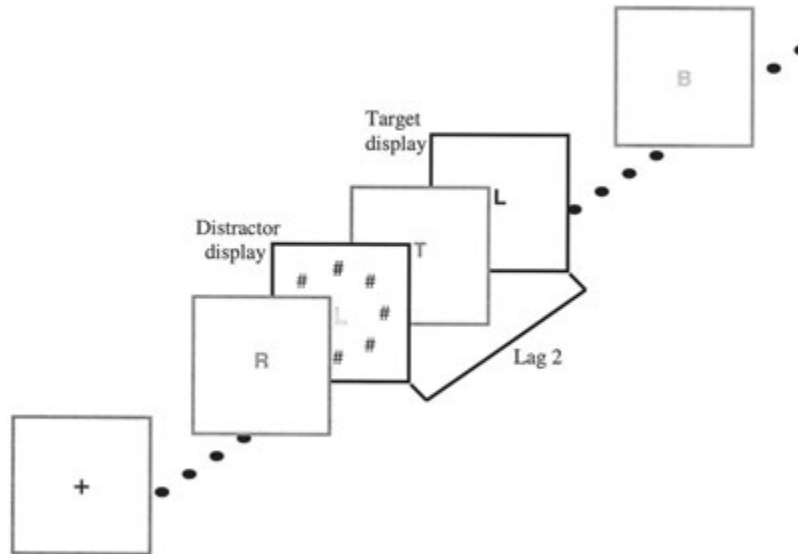 B
Target
display
L
T
Distractor
display
# # # # # #
L
#
R
Lag 2
+